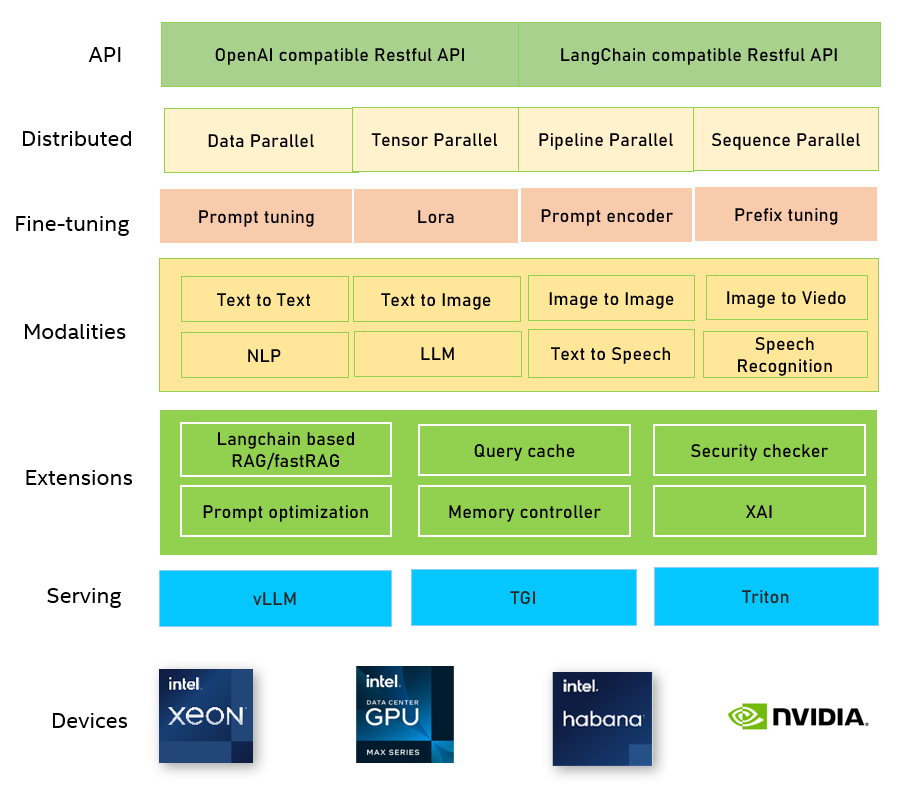 API
OpenAI compatible Restful API
LangChain compatible Restful API
Distributed
Data Parallel
Tensor Parallel
Pipeline Parallel
Sequence Parallel
Fine-tuning
Prompt tuning
Lora
Prompt encoder
Prefix tuning
Modalities
Text to Text
Text to Image
Image to Image
Image to Viedo
NLP
LLM
Text to Speech
Speech
Recognition
Extensions
Langchain based
RAG/fastRAG
Query cache
Security checker
Prompt optimization
Memory controller
XAI
Serving
vLLM
TGI
Triton
Devices
intel.
xeon
intel.
DATA CENTER
GPU
MAX SERIES
intel.
habana
NVIDIA.